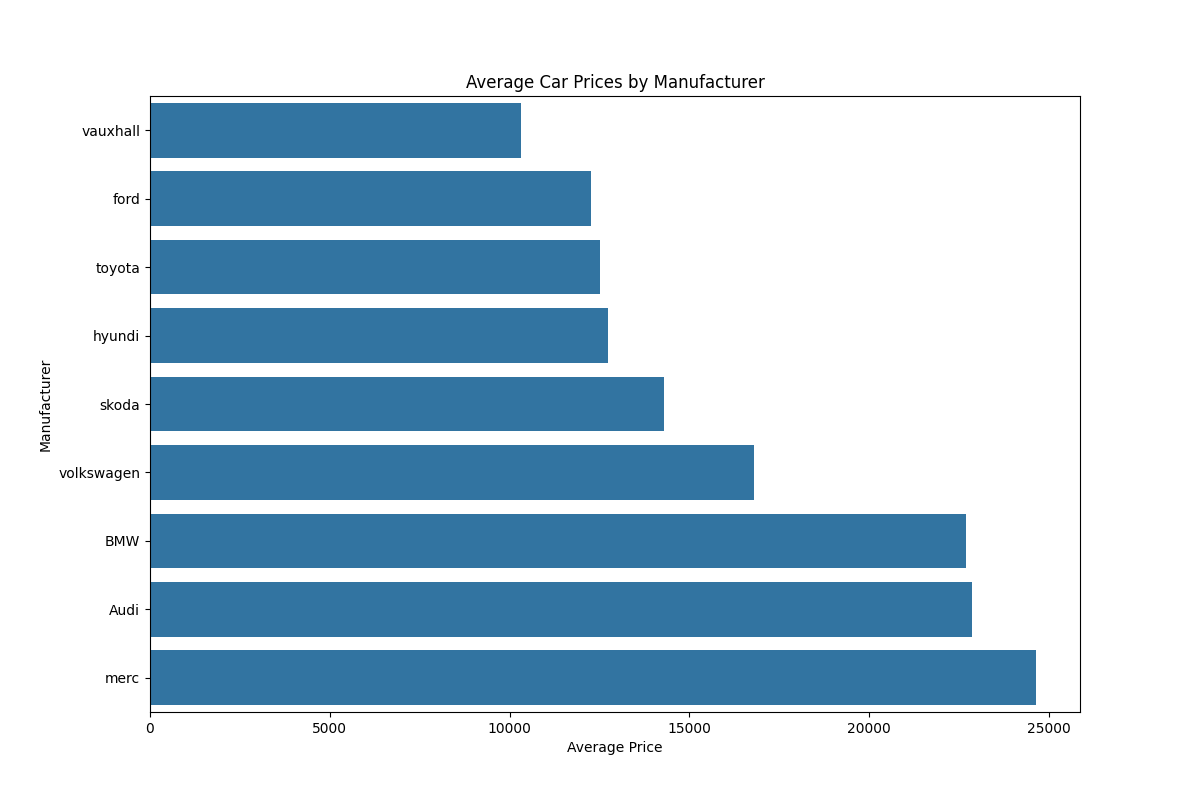 Average Car Prices by Manufacturer
Manufacturer
vauxhall
ford
toyota
hyundi
skoda
volkswagen
BMW
Audi
merc
0 5000 10000 15000 20000 25000
Average Price